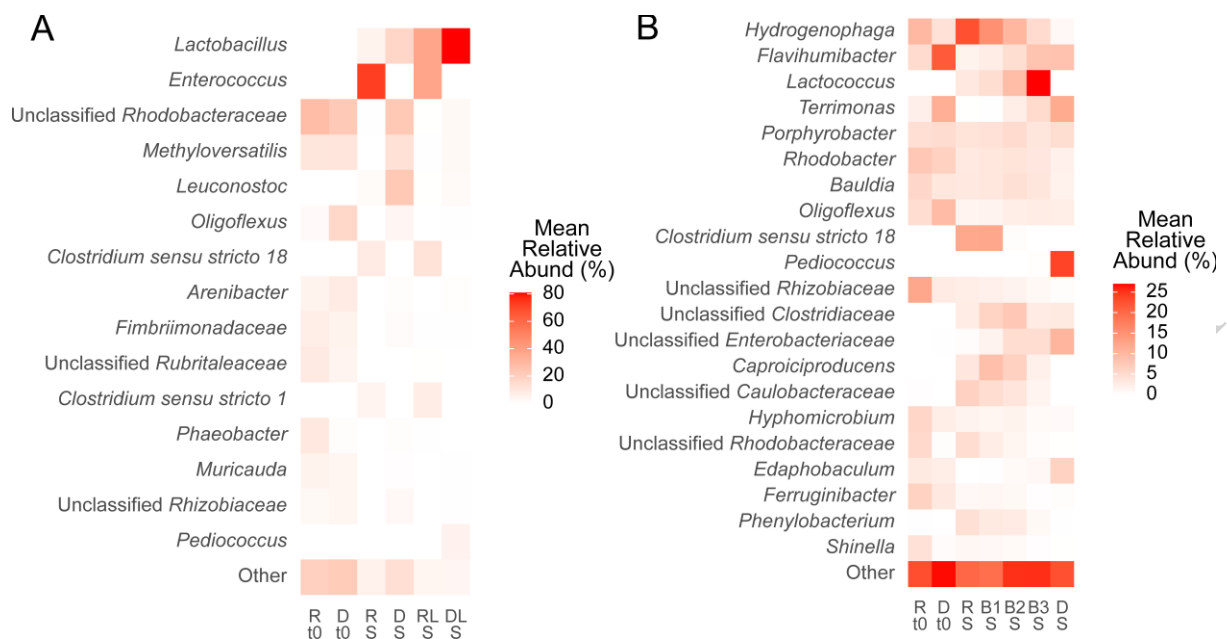 A
Lactobacillus
Enterococcus
Unclassified Rhodobacteraceae
Methyloversatilis
Leuconostoc
Oligoflexus
Clostridium sensu stricto 18
Arenibacter
Fimbriimonadaceae
Unclassified Rubritaleaceae
Clostridium sensu stricto 1
Phaeobacter
Muricauda
Unclassified Rhizobiaceae
Pediococcus
Other
R D R D RL DL
t0 t0 S S S S
Mean
Relative
Abund (%)
80
60
40
20
0
B
Hydrogenophaga
Flavihumibacter
Lactococcus
Terrimonas
Porphyrobacter
Rhodobacter
Bauldia
Oligoflexus
Clostridium sensu stricto 18
Pediococcus
Unclassified Rhizobiaceae
Unclassified Clostridiaceae
Unclassified Enterobacteriaceae
Caproiciproducens
Unclassified Caulobacteraceae
Hyphomicrobium
Unclassified Rhodobacteraceae
Edaphobaculum
Ferruginibacter
Phenylobacterium
Shinella
Other
R D R B1 B2 B3 D
t0 t0 S S S S S
Mean
Relative
Abund (%)
25
20
15
10
5
0